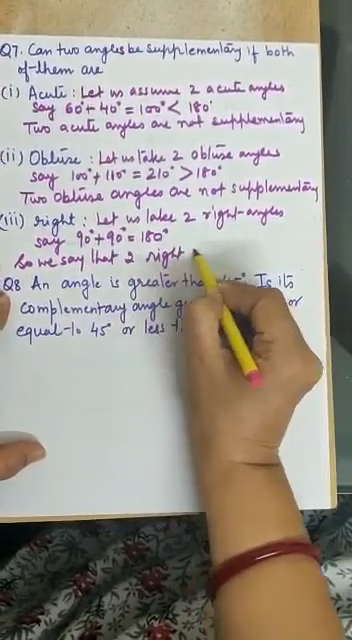 Q7. Can two angles be supplementary if both
of them are
(i) Acute : Let us assume 2 acute angles
say 60° + 40° = 100° < 180°
Two acute angles are not supplementary
(ii) Obtuse : Let us take 2 obtuse angles
say 100° + 110° = 210° > 180°
Two obtuse angles are not supplementary
(iii) right : Let us take 2 right angles
say 90° + 90° = 180°
So we say that 2 right
Q8 An angle is greater than 45°. Is its
complementary angle or
equal to 45° or less